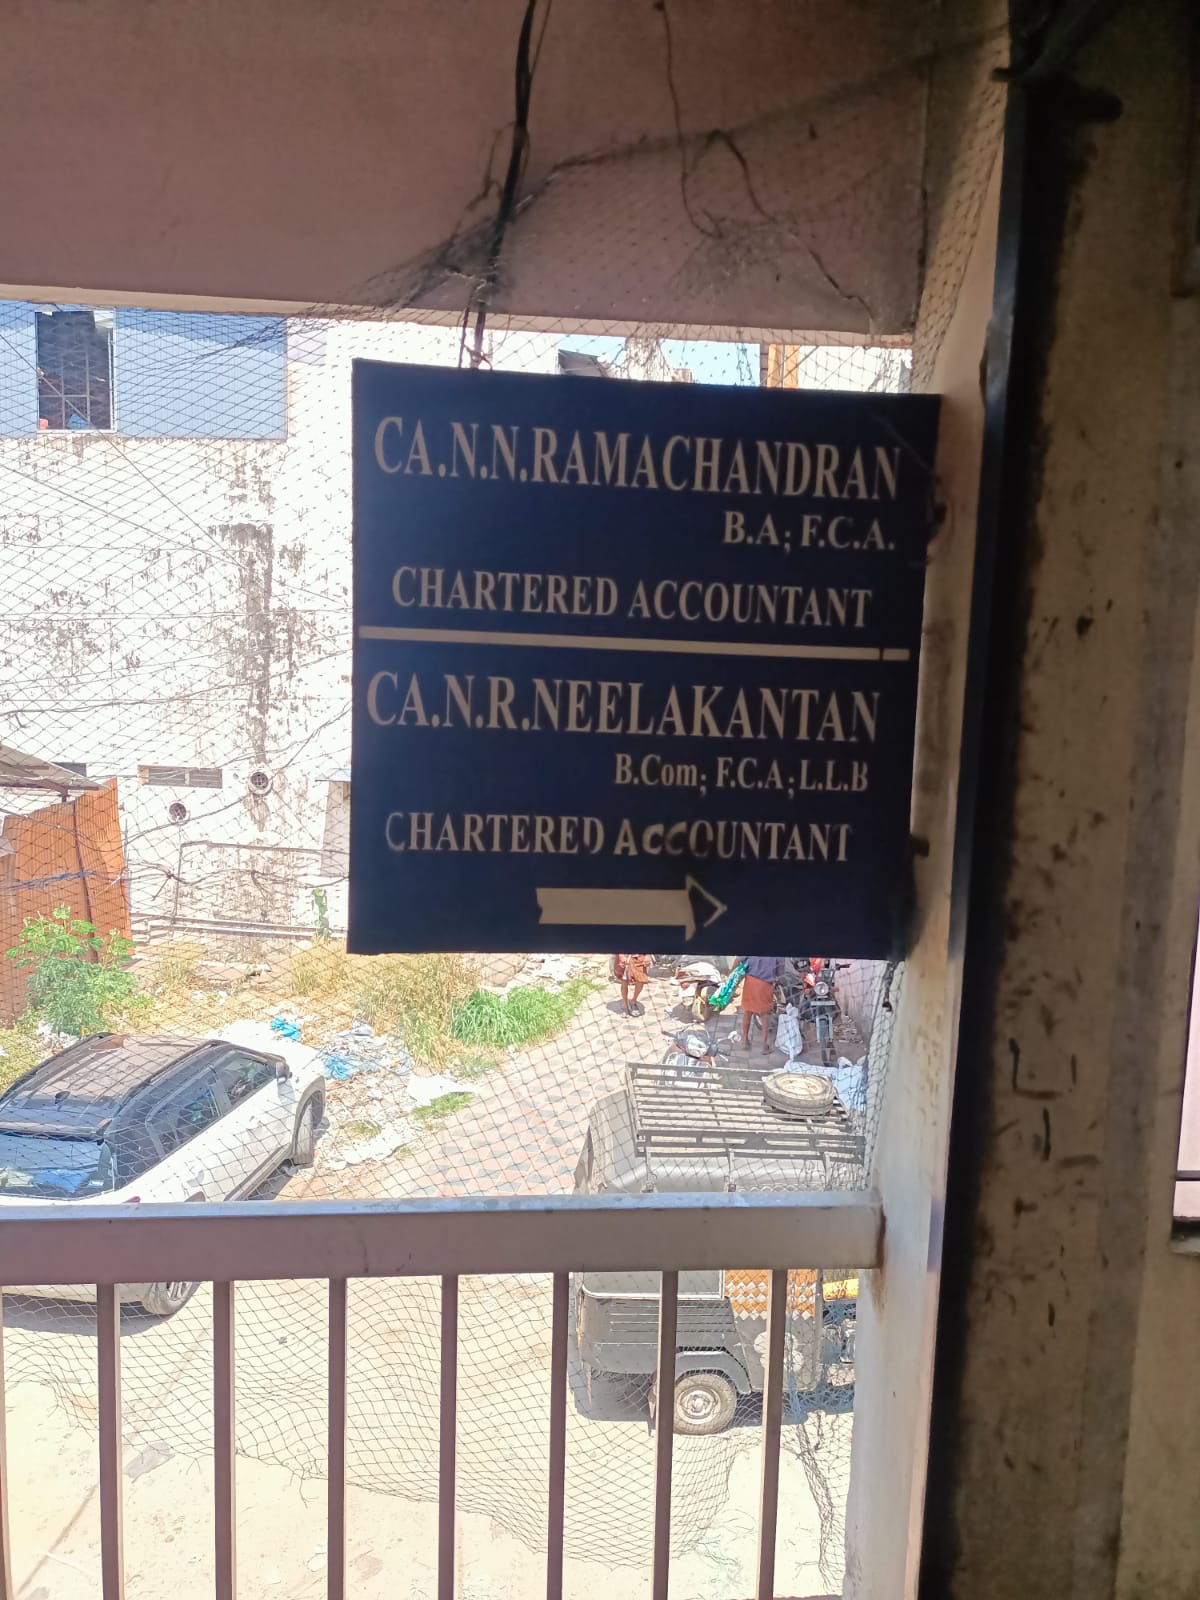 CA.N.N.RAMACHANDRAN
B.A; F.C.A.
CHARTERED ACCOUNTANT
CA.N.R.NEELAKANTAN
B.Com; F.C.A; L.L.B
CHARTERED ACCOUNTANT